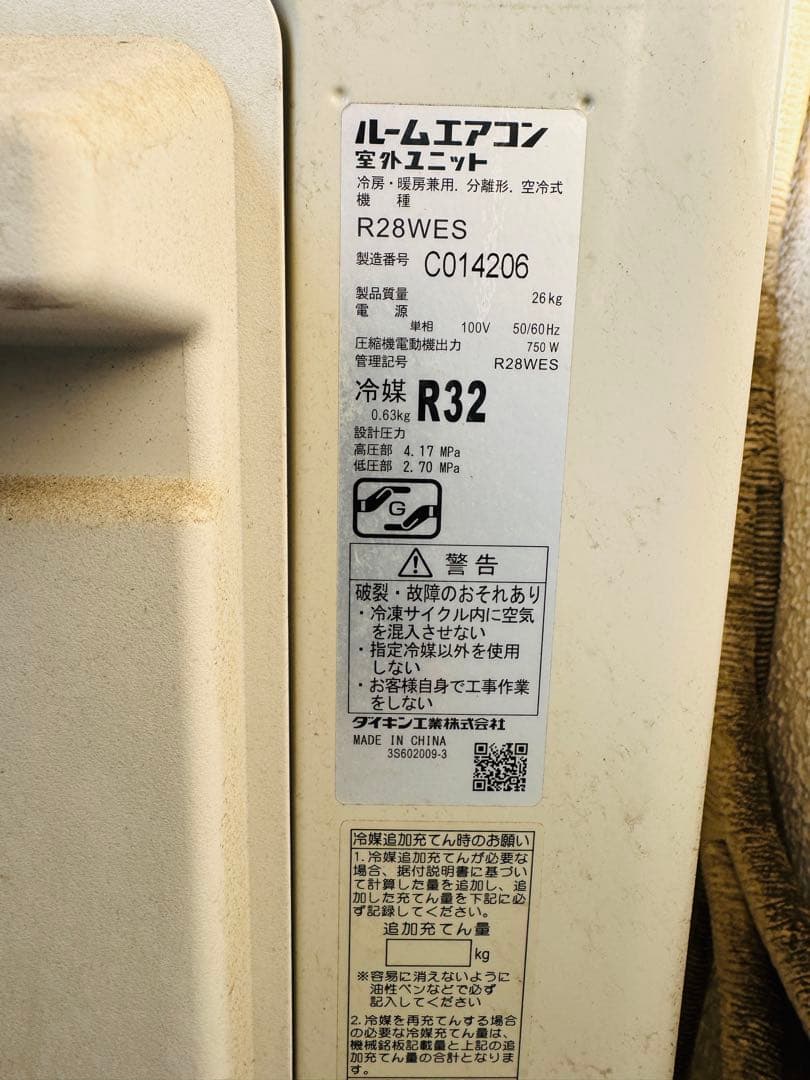 ルームエアコン
室外ユニット
冷房・暖房兼用. 分離形. 空冷式
機 種
R28WES
製造番号 C014206
製品質量 26kg
電 源
単相 100V 50/60Hz
圧縮機電動機出力 750W
管理記号 R28WES
冷媒 R32
0.63kg
設計圧力
高圧部 4.17 MPa
低圧部 2.70 MPa
G
警告
破裂・故障のおそれあり
・冷凍サイクル内に空気
を混入させない
・指定冷媒以外を使用
しない
・お客様自身で工事作業
をしない
ダイキン工業株式会社
MADE IN CHINA
3S602009-3
冷媒追加充てん時のお願い
1.冷媒追加充てんが必要な
場合、据付説明書に基づい
て計算した量を追加し、追
加した充てん量を下記に必
ず記録してください。
追加充てん量
kg
※容易に消えないように
油性ペンなどで必ず
記入してください
2.冷媒を再充てんする場合
の必要な冷媒充てん量は、
機械銘板記載量と上記の追
加充てん量の合計となりま
す。